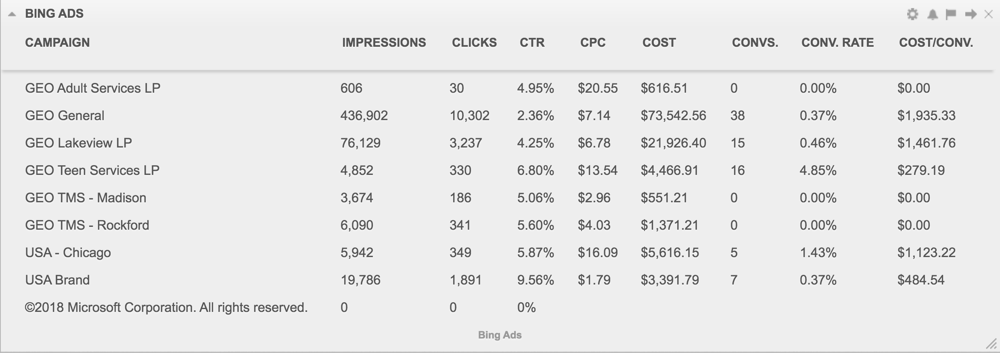 BING ADS
CAMPAIGN IMPRESSIONS CLICKS CTR CPC COST CONVS. CONV. RATE COST/CONV.
GEO Adult Services LP 606 30 4.95% $20.55 $616.51 0 0.00% $0.00
GEO General 436,902 10,302 2.36% $7.14 $73,542.56 38 0.37% $1,935.33
GEO Lakeview LP 76,129 3,237 4.25% $6.78 $21,926.40 15 0.46% $1,461.76
GEO Teen Services LP 4,852 330 6.80% $13.54 $4,466.91 16 4.85% $279.19
GEO TMS - Madison 3,674 186 5.06% $2.96 $551.21 0 0.00% $0.00
GEO TMS - Rockford 6,090 341 5.60% $4.03 $1,371.21 0 0.00% $0.00
USA - Chicago 5,942 349 5.87% $16.09 $5,616.15 5 1.43% $1,123.22
USA Brand 19,786 1,891 9.56% $1.79 $3,391.79 7 0.37% $484.54
©2018 Microsoft Corporation. All rights reserved. 0 0 0%
Bing Ads